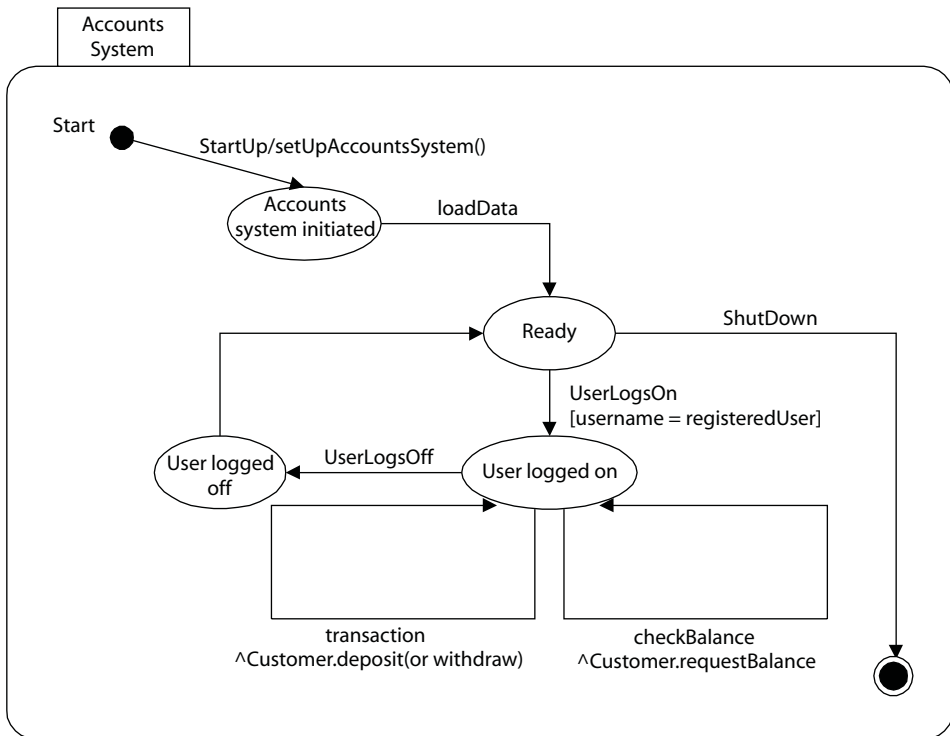 Accounts
System
Start
StartUp/setUpAccountsSystem()
Accounts
system initiated
loadData
Ready
ShutDown
UserLogsOn
[username = registeredUser]
User logged
off
UserLogsOff
User logged on
transaction
^Customer.deposit(or withdraw)
checkBalance
^Customer.requestBalance